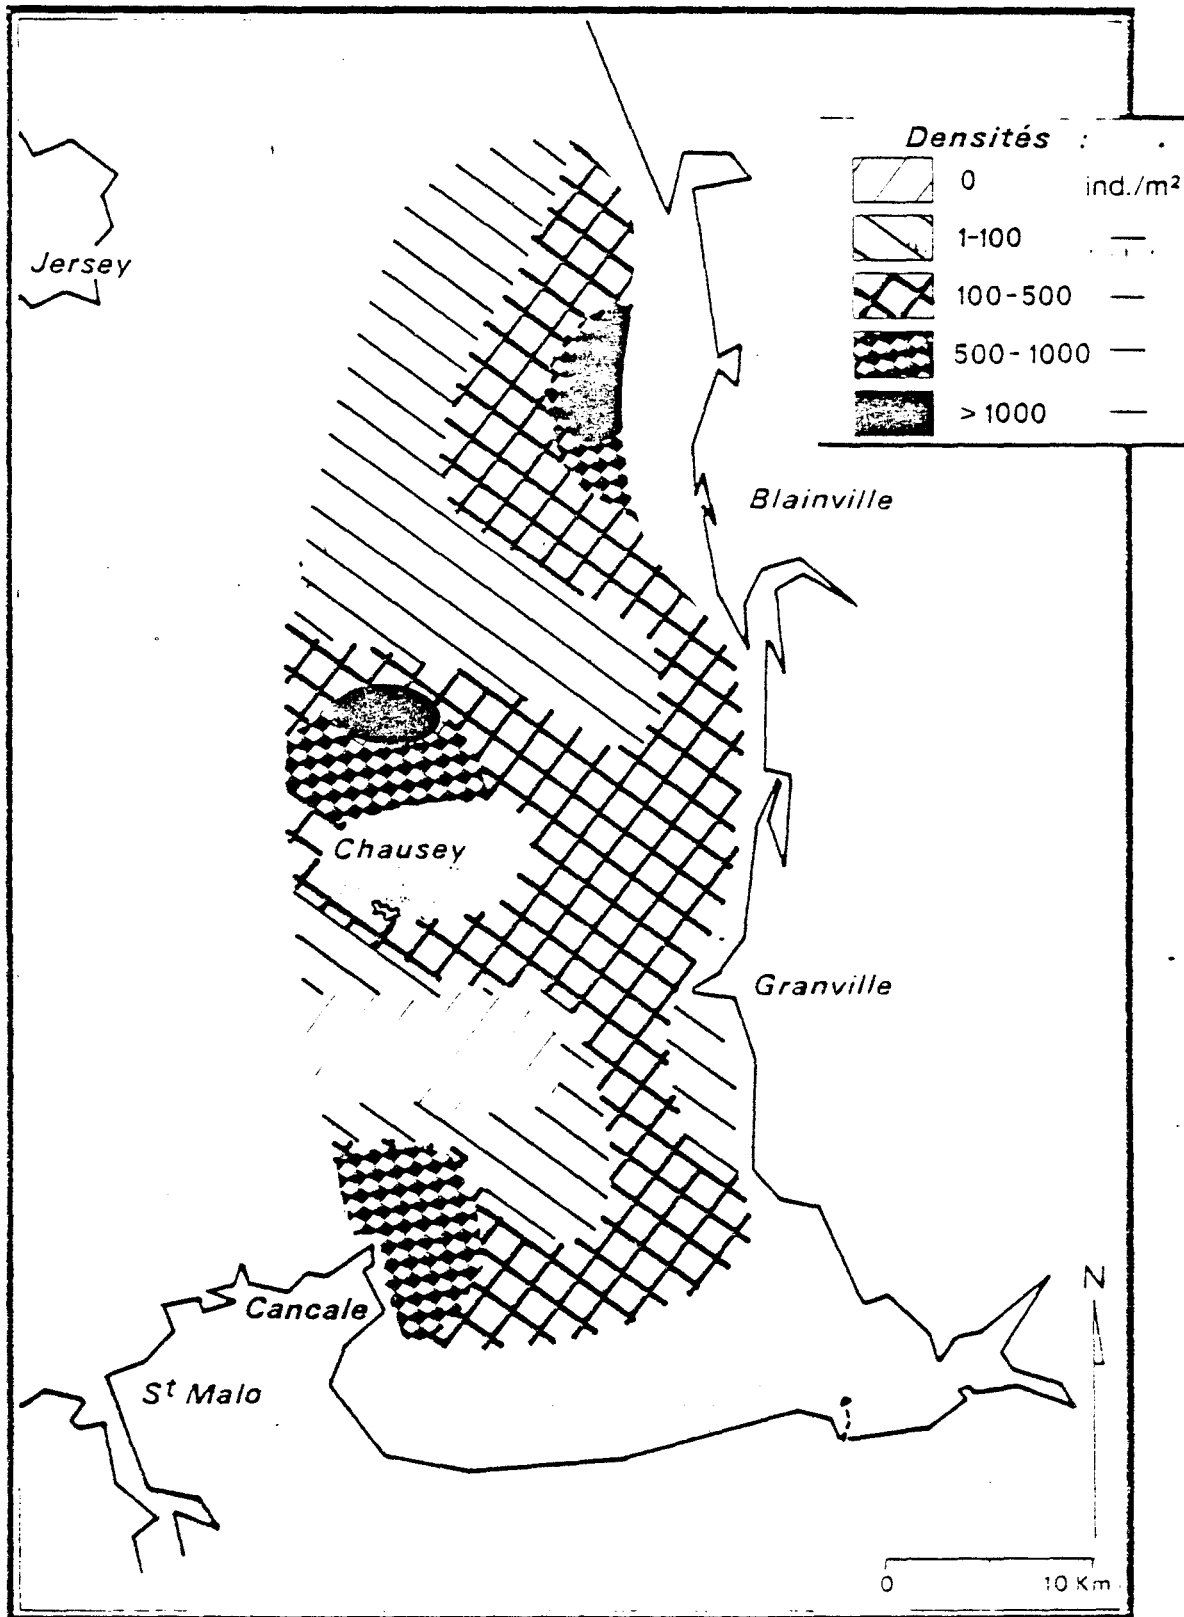 Densités :
0 ind./m²
1-100 —
100-500 —
500-1000 —
> 1000 —
Jersey
Blainville
Chausey
Granville
N
Cancale
St Malo
0 10 Km